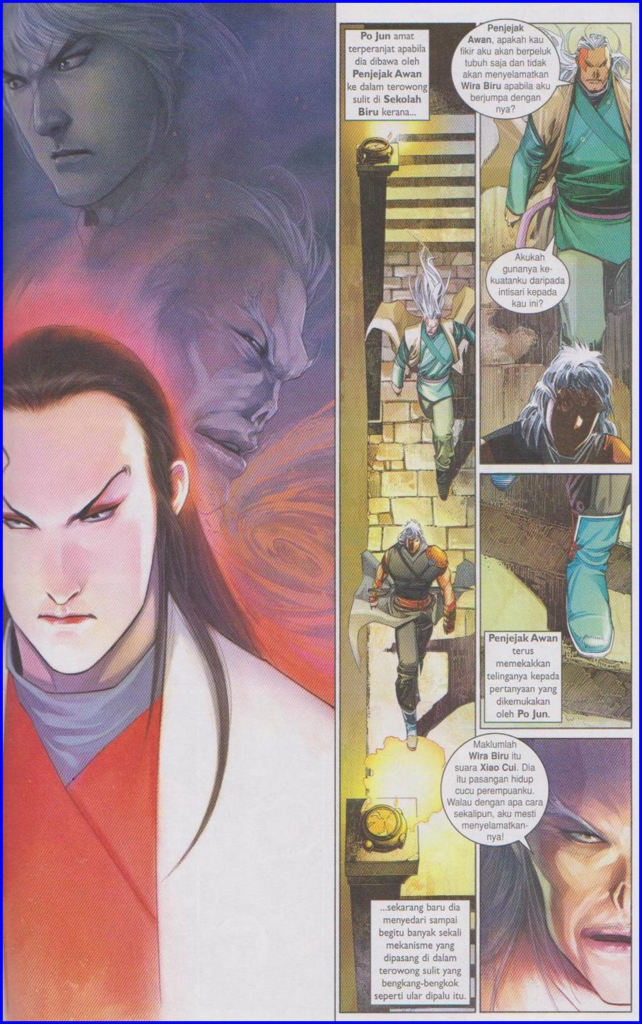 Po Jun amat
terperanjat apabila
dia dibawa oleh
Penjejak Awan
ke dalam terowong
sulit di Sekolah
Biru kerana...
...sekarang baru dia
menyedari sampai
begitu banyak sekali
mekanisme yang
dipasang di dalam
terowong sulit yang
bengkang-bengkok
seperti ular dipalu itu.
Penjejak
Awan, apakah kau
fikir aku akan berpeluk
tubuh saja dan tidak
akan menyelamatkan
Wira Biru apabila aku
berjumpa dengan
nya?
Akukah
gunanya ke-
kuatanku daripada
intisari kepada
kau ini?
Penjejak Awan
terus
memekakkan
telinganya kepada
pertanyaan yang
dikemukakan
oleh Po Jun.
Maklumlah
Wira Biru itu
suara Xiao Cui. Dia
itu pasangan hidup
cucu perempuanku.
Walau dengan apa cara
sekalipun, aku mesti
menyelamatkan-
nya!